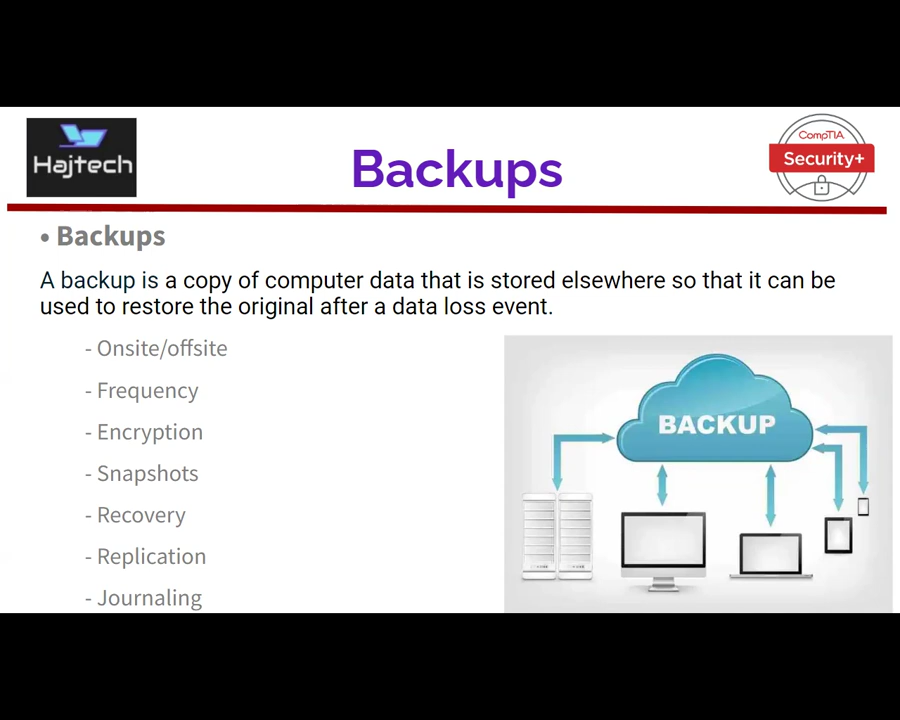 Hajtech
Backups
CompTIA
Security+
• Backups
A backup is a copy of computer data that is stored elsewhere so that it can be
used to restore the original after a data loss event.
- Onsite/offsite
- Frequency
- Encryption
- Snapshots
- Recovery
- Replication
- Journaling
BACKUP